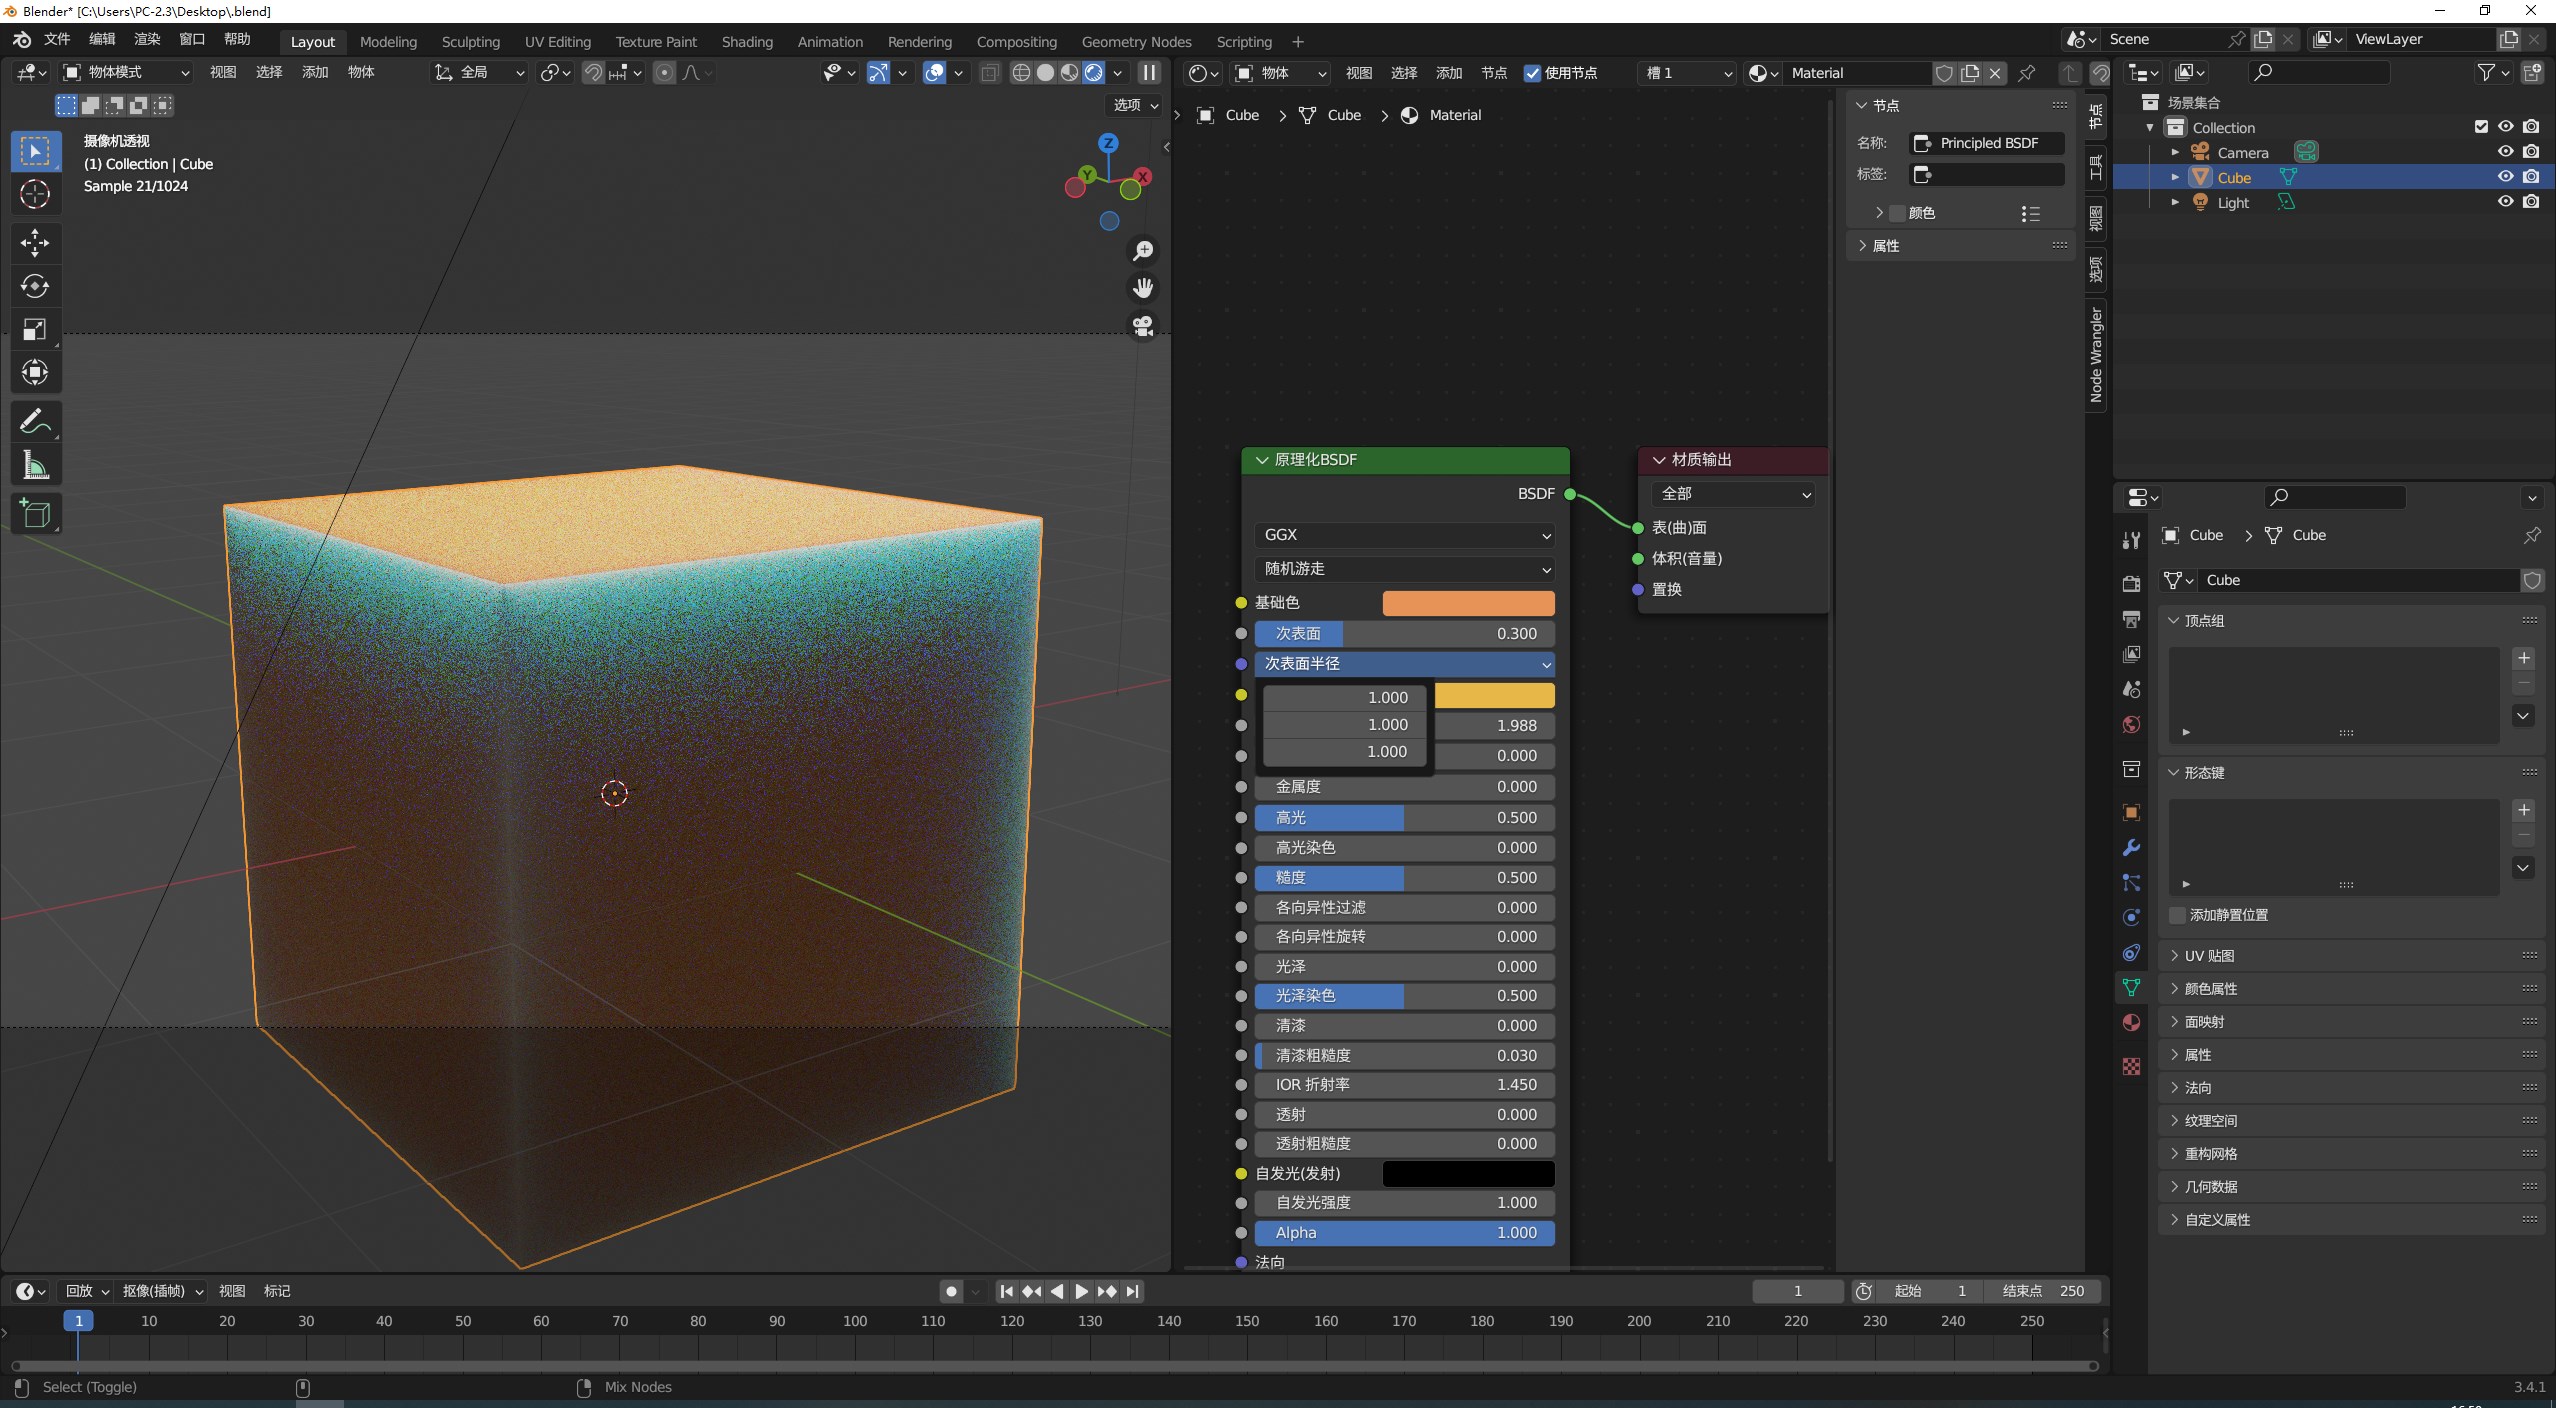 Blender* [C:\Users\PC-2.3\Desktop\.blend]
文件 编辑 渲染 窗口 帮助 Layout Modeling Sculpting UV Editing Texture Paint Shading Animation Rendering Compositing Geometry Nodes Scripting + Scene ViewLayer
物体模式 视图 选择 添加 物体 全局
选项
摄像机透视
(1) Collection | Cube
Sample 21/1024
Z
Y
X
物体 视图 选择 添加 节点 使用节点 槽 1 Material
Cube > Cube > Material
节点
名称: Principled BSDF
标签:
颜色
属性
节点
工具
视图
选项
Node Wrangler
原理化BSDF
BSDF
GGX
随机游走
基础色
次表面 0.300
次表面半径
1.000
1.000
1.000
1.988
0.000
金属度 0.000
高光 0.500
高光染色 0.000
糙度 0.500
各向异性过滤 0.000
各向异性旋转 0.000
光泽 0.000
光泽染色 0.500
清漆 0.000
清漆粗糙度 0.030
IOR 折射率 1.450
透射 0.000
透射粗糙度 0.000
自发光(发射)
自发光强度 1.000
Alpha 1.000
法向
材质输出
全部
表(曲)面
体积(音量)
置换
场景集合
Collection
Camera
Cube
Light
Cube > Cube
Cube
顶点组
形态键
添加静置位置
UV 贴图
颜色属性
面映射
属性
法向
纹理空间
重构网格
几何数据
自定义属性
回放 抠像(插帧) 视图 标记 1 起始 1 结束点 250
1 10 20 30 40 50 60 70 80 90 100 110 120 130 140 150 160 170 180 190 200 210 220 230 240 250
Select (Toggle) Mix Nodes 3.4.1